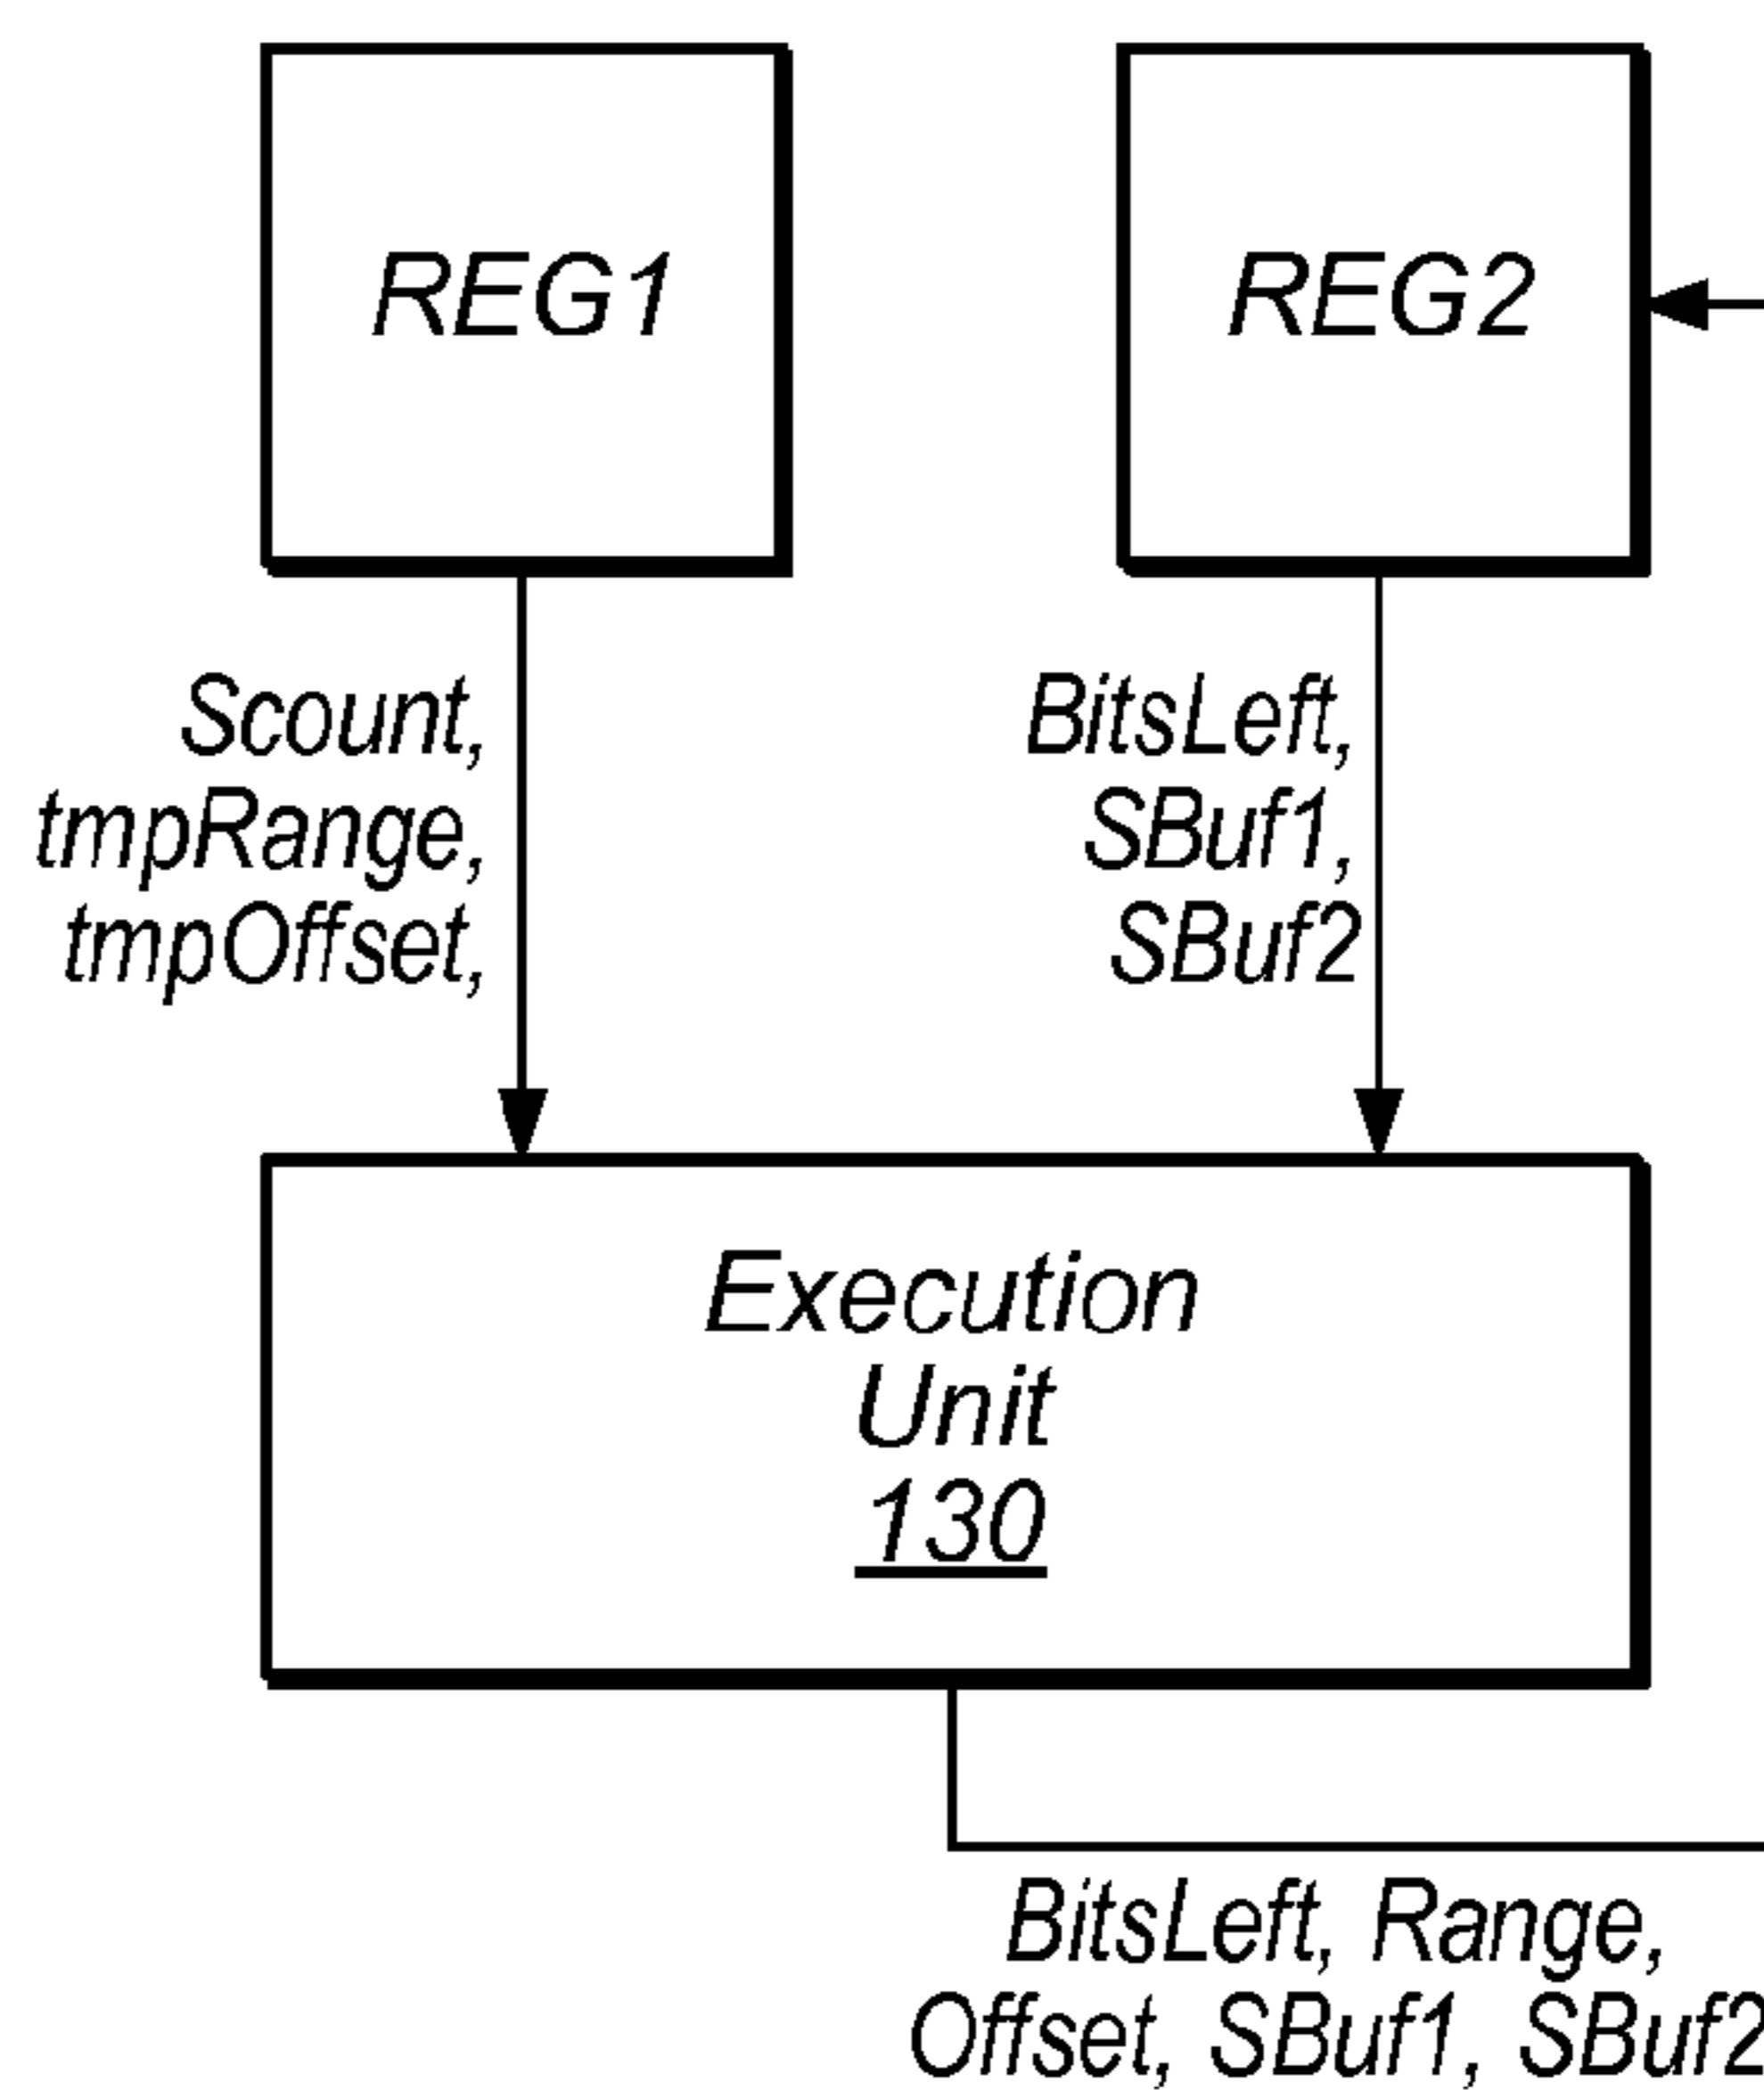 REG1
REG2
Scount,
tmpRange,
tmpOffset,
BitsLeft,
SBuf1,
SBuf2
Execution
Unit
130
BitsLeft, Range,
Offset, SBuf1, SBuf2